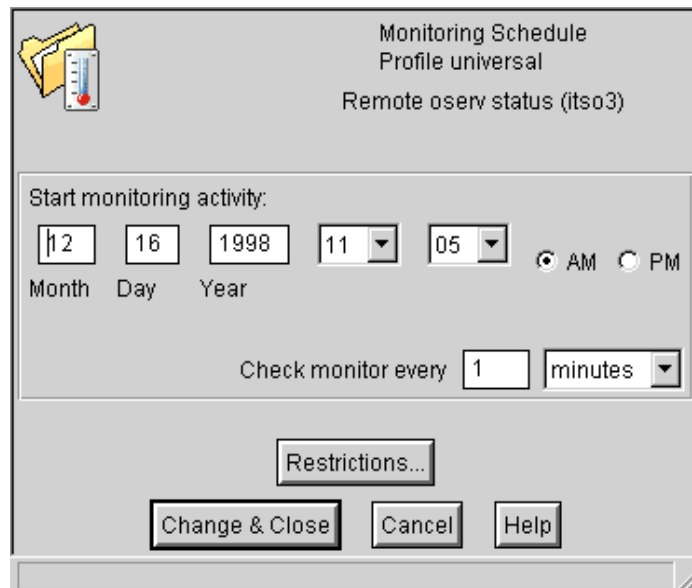 Monitoring Schedule
Profile universal
Remote oserv status (itso3)
Start monitoring activity:
12 16 1998 11 05 AM PM
Month Day Year
Check monitor every 1 minutes
Restrictions...
Change & Close Cancel Help